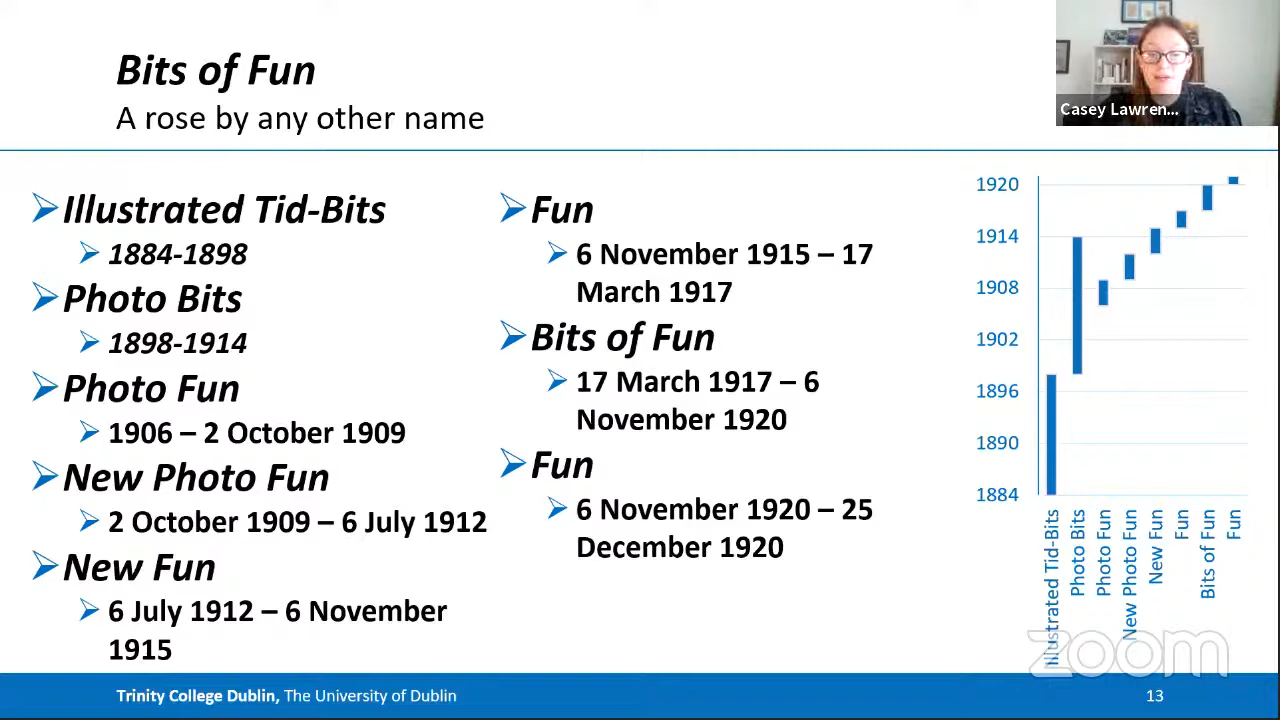 Bits of Fun
A rose by any other name
Casey Lawren...
Illustrated Tid-Bits
1884-1898
Photo Bits
1898-1914
Photo Fun
1906 – 2 October 1909
New Photo Fun
2 October 1909 – 6 July 1912
New Fun
6 July 1912 – 6 November
1915
Fun
6 November 1915 – 17
March 1917
Bits of Fun
17 March 1917 – 6
November 1920
Fun
6 November 1920 – 25
December 1920
1920
1914
1908
1902
1896
1890
1884
Illustrated Tid-Bits
Photo Bits
Photo Fun
New Photo Fun
New Fun
Fun
Bits of Fun
Fun
zoom
Trinity College Dublin, The University of Dublin
13